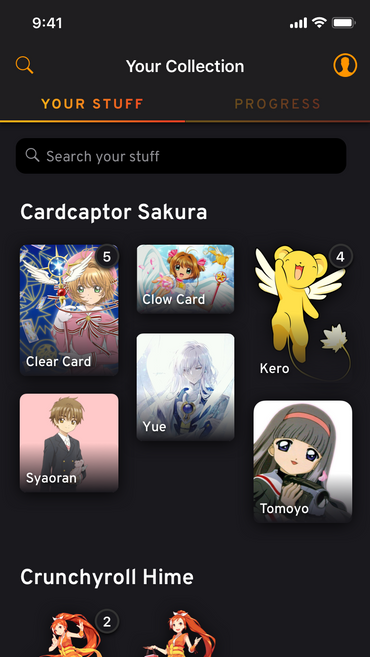 9:41
Your Collection
YOUR STUFF
PROGRESS
Search your stuff
Cardcaptor Sakura
5
Clear Card
Clow Card
4
Kero
Yue
Syaoran
Tomoyo
Crunchyroll Hime
2